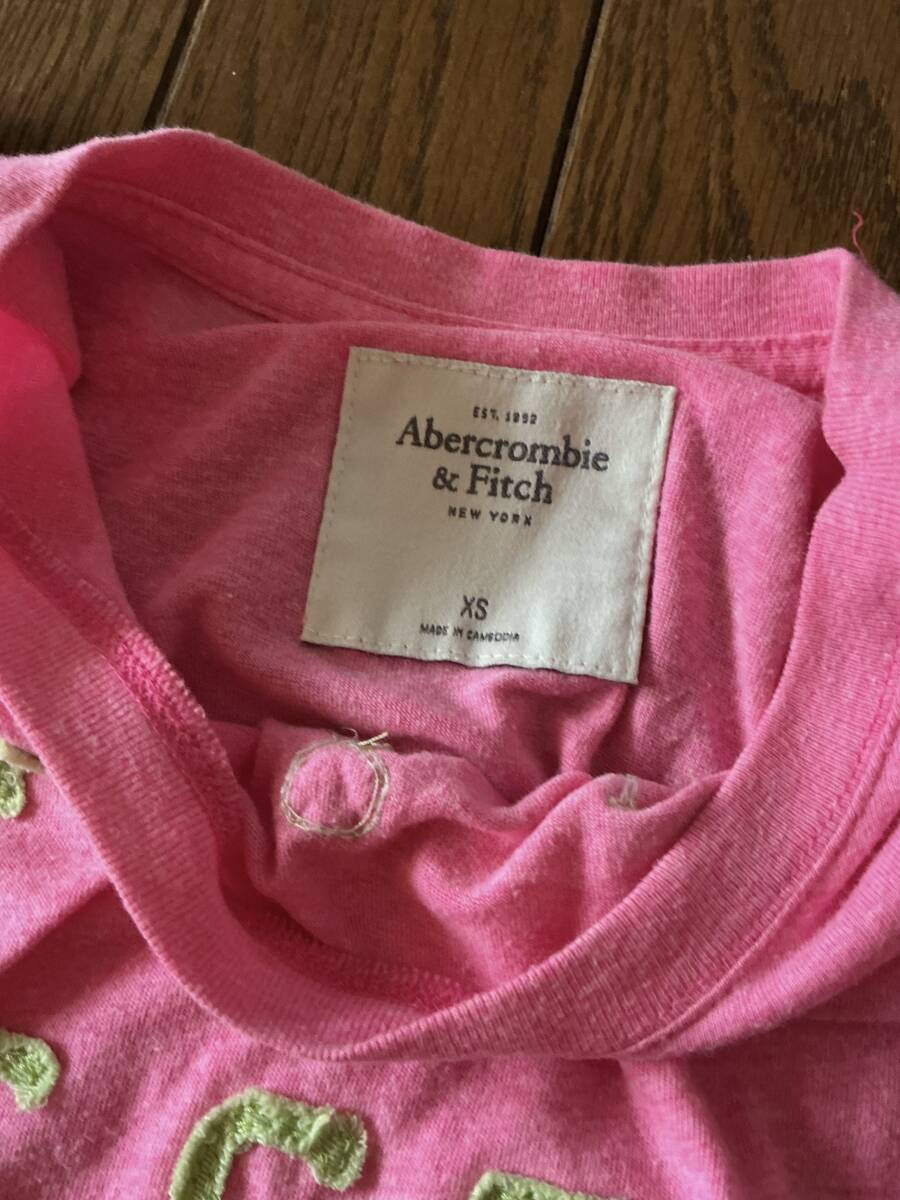 EST. 1892
Abercrombie
& Fitch
NEW YORK
XS
MADE IN CAMBODIA